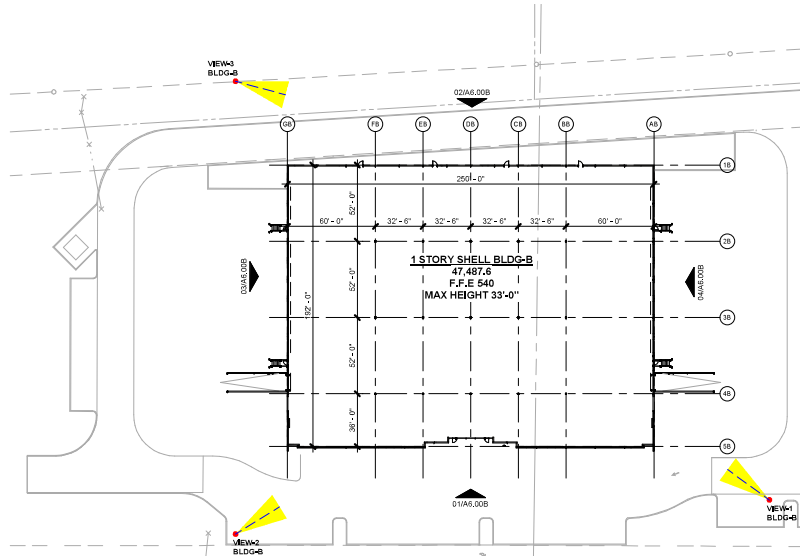 VIEW-3
BLDG-B
02/A6.00B
GB
FB
EB
DB
CB
BB
AB
1B
250'-0"
52'-0"
60'-0"
32'-6"
32'-6"
32'-6"
32'-6"
60'-0"
2B
1 STORY SHELL BLDG-B
47,487.6
F.F.E 540
MAX HEIGHT 33'-0"
03/A6.00B
04/A6.00B
192'-0"
52'-0"
3B
52'-0"
4B
36'-0"
5B
01/A6.00B
VIEW-1
BLDG-B
VIEW-2
BLDG-B